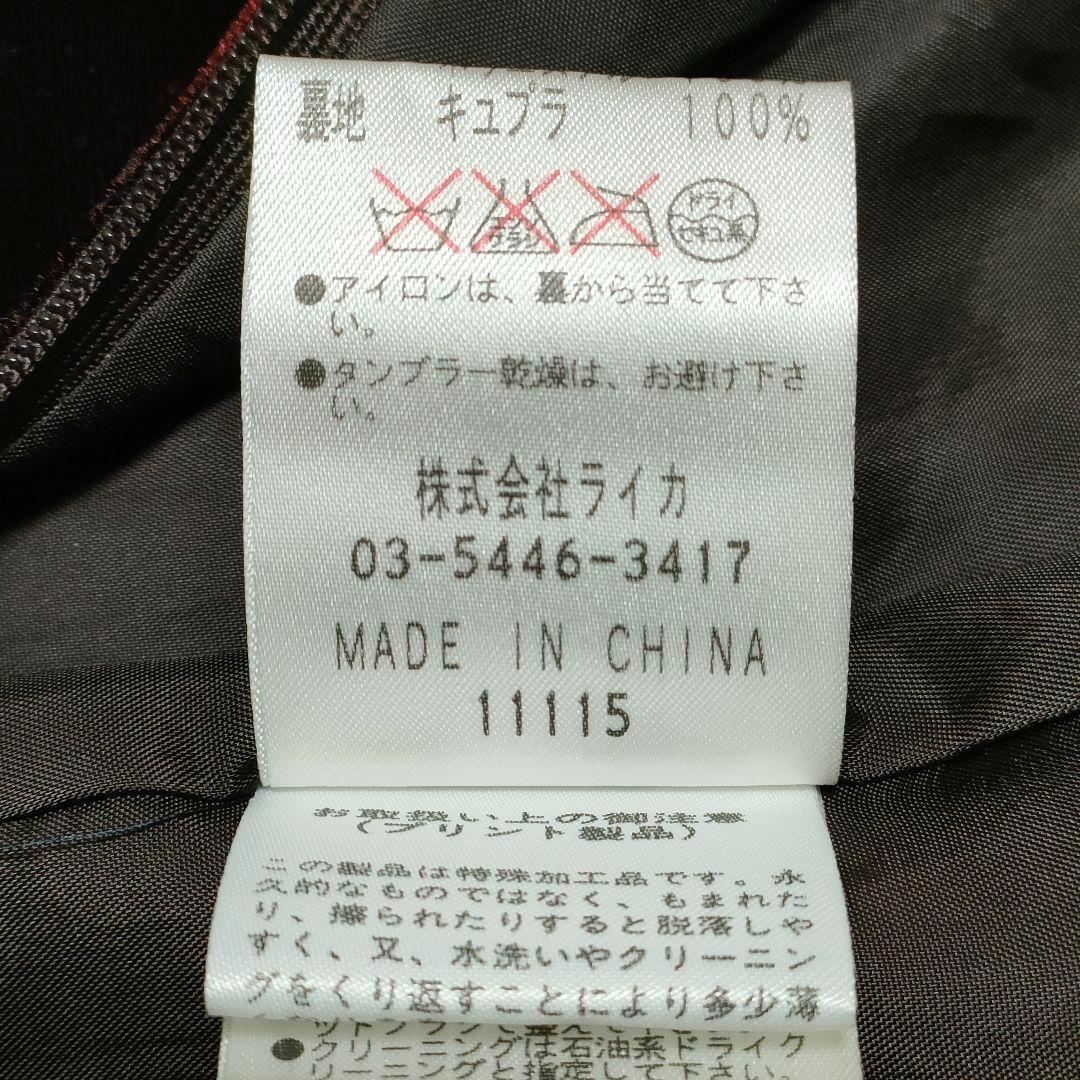 裏地 キュプラ 100%
エンソ
サラシ
ドライ
セキユ系
●アイロンは、裏から当てて下さ
い。
●タンブラー乾燥は、お避け下さ
い。
株式会社ライカ
03-5446-3417
MADE IN CHINA
11115
お取扱い上の御注意
(プリント製品)
この製品は特殊加工品です。永
久的なものではなく、もまれた
り、擦られたりすると脱落しや
すく、又、水洗いやクリーニン
グをくり返すことにより多少薄
●クリーニングは石油系ドライク
リーニングと指定して下さい